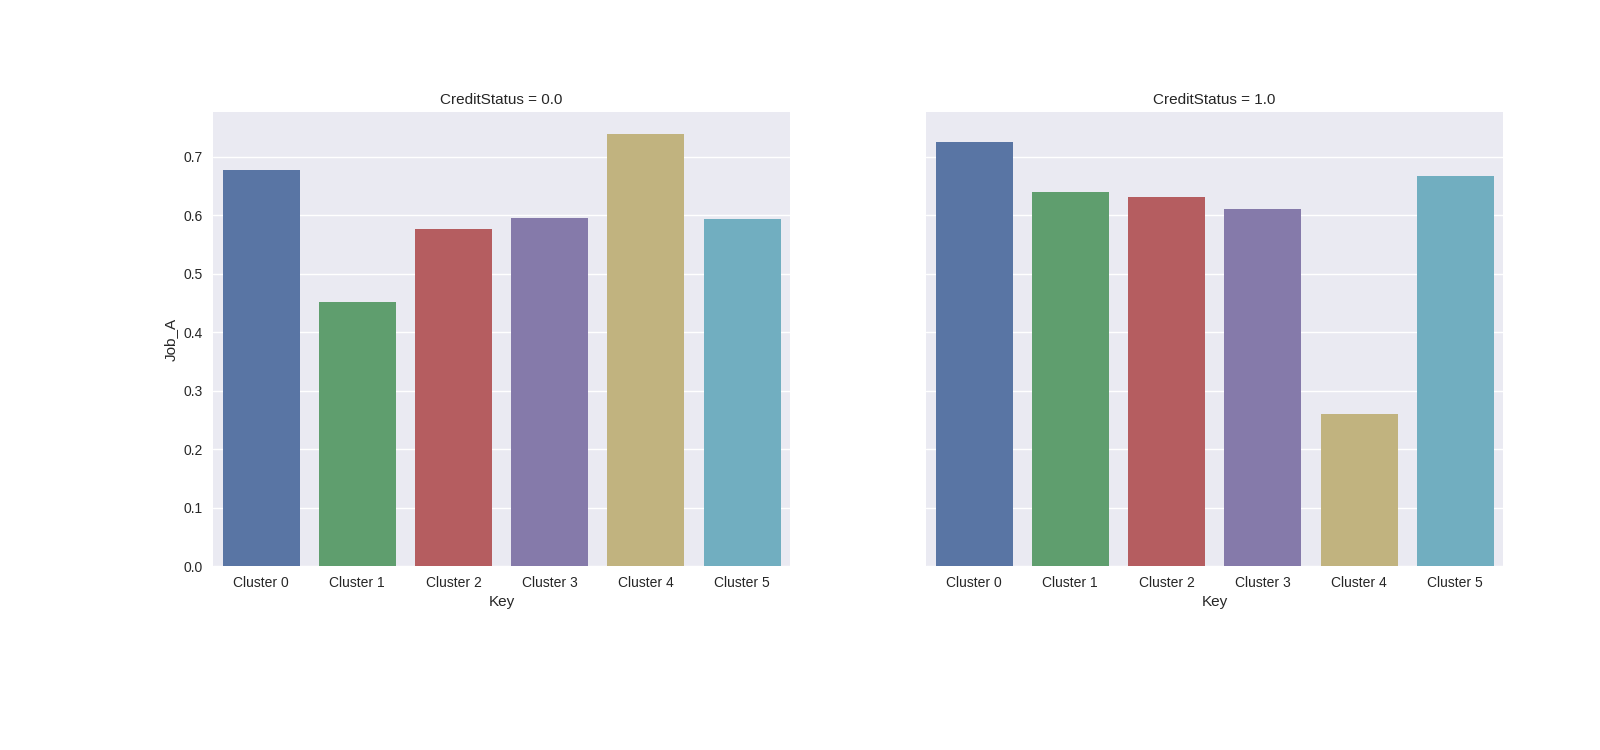 CreditStatus = 0.0
CreditStatus = 1.0
Job_A
0.7
0.6
0.5
0.4
0.3
0.2
0.1
0.0
Cluster 0 Cluster 1 Cluster 2 Cluster 3 Cluster 4 Cluster 5
Key
Cluster 0 Cluster 1 Cluster 2 Cluster 3 Cluster 4 Cluster 5
Key